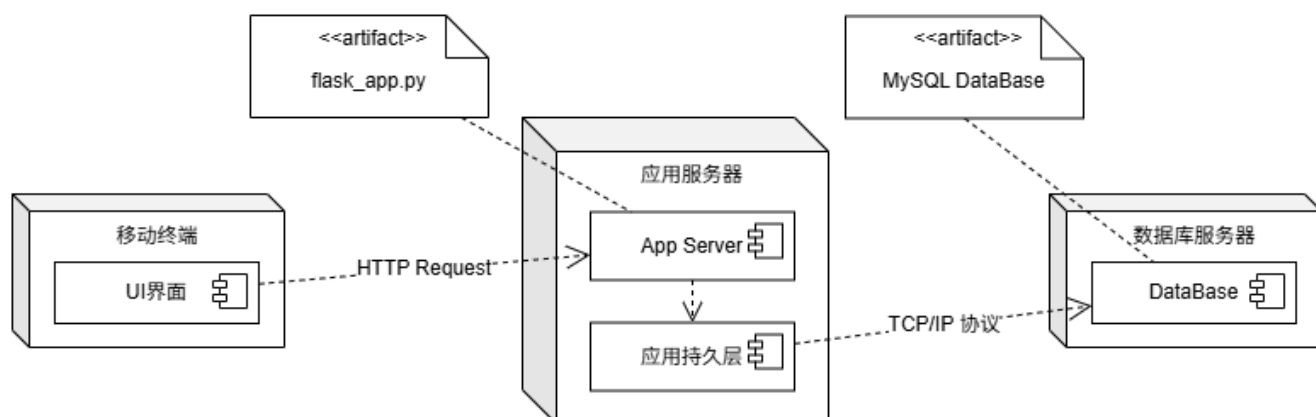 <<artifact>>
flask_app.py
<<artifact>>
MySQL DataBase
移动终端
UI界面
HTTP Request
应用服务器
App Server
应用持久层
TCP/IP 协议
数据库服务器
DataBase